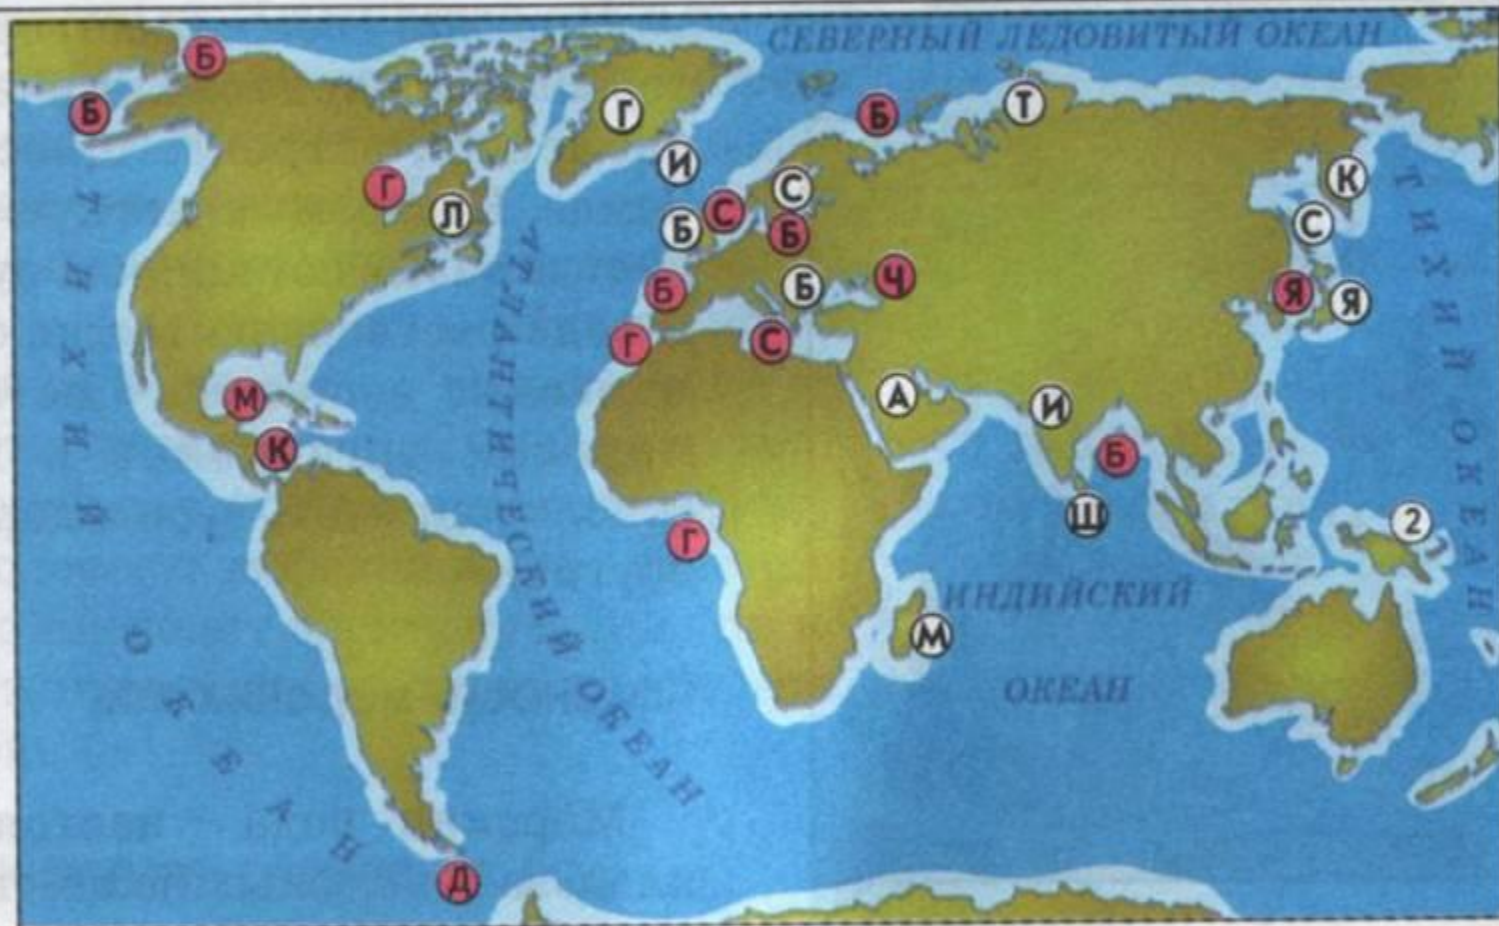 СЕВЕРНЫЙ ЛЕДОВИТЫЙ ОКЕАН
Б
Б
Г
Б
Т
И
С
К
Г
Л
С
Б
Б
С
Б
Б
Ч
Я
Я
Г
С
М
А
И
К
Б
Ш
2
Г
М
Д
ТИХИЙ
ОКЕАН
АТЛАНТИЧЕСКИЙ ОКЕАН
ИНДИЙСКИЙ
ОКЕАН
ТИХИЙ ОКЕАН